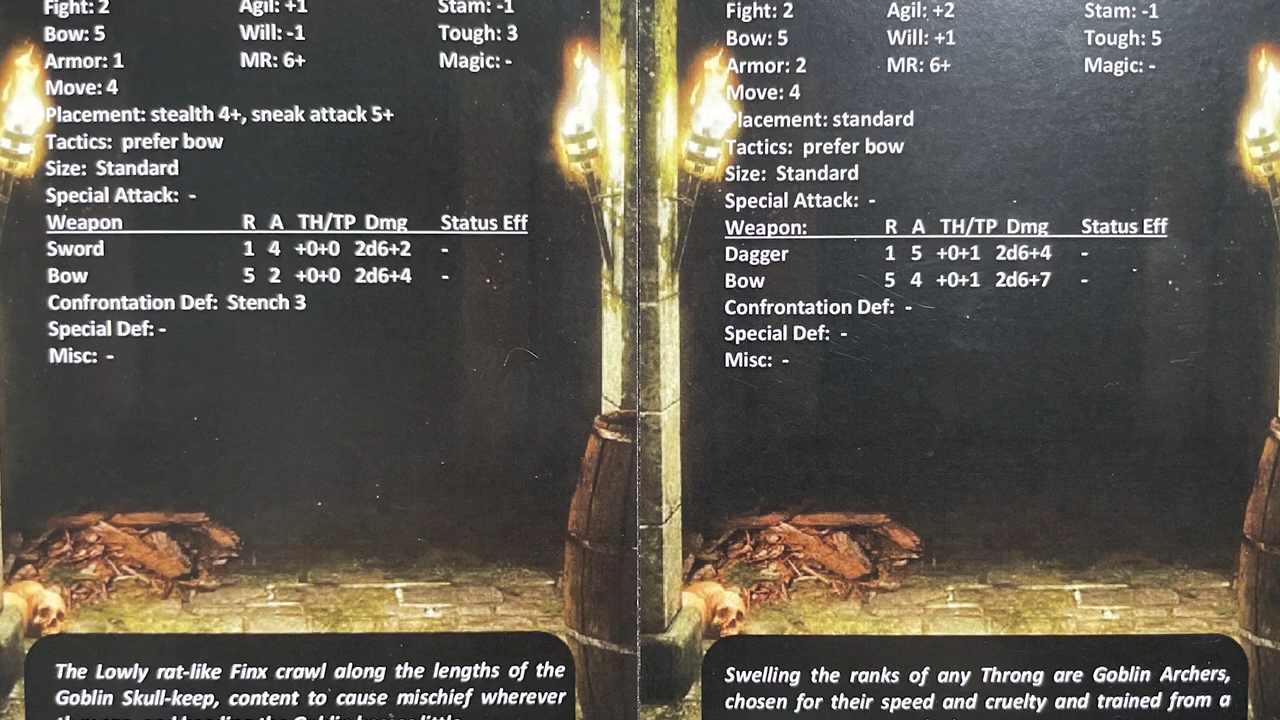 Fight: 2 Agil: +1 Stam: -1
Bow: 5 Will: -1 Tough: 3
Armor: 1 MR: 6+ Magic: -
Move: 4
Placement: stealth 4+, sneak attack 5+
Tactics: prefer bow
Size: Standard
Special Attack: -
Weapon R A TH/TP Dmg Status Eff
Sword 1 4 +0+0 2d6+2 -
Bow 5 2 +0+0 2d6+4 -
Confrontation Def: Stench 3
Special Def: -
Misc: -
The Lowly rat-like Finx crawl along the lengths of the
Goblin Skull-keep, content to cause mischief wherever
Fight: 2 Agil: +2 Stam: -1
Bow: 5 Will: +1 Tough: 5
Armor: 2 MR: 6+ Magic: -
Move: 4
Placement: standard
Tactics: prefer bow
Size: Standard
Special Attack: -
Weapon: R A TH/TP Dmg Status Eff
Dagger 1 5 +0+1 2d6+4 -
Bow 5 4 +0+1 2d6+7 -
Confrontation Def: -
Special Def: -
Misc: -
Swelling the ranks of any Throng are Goblin Archers,
chosen for their speed and cruelty and trained from a